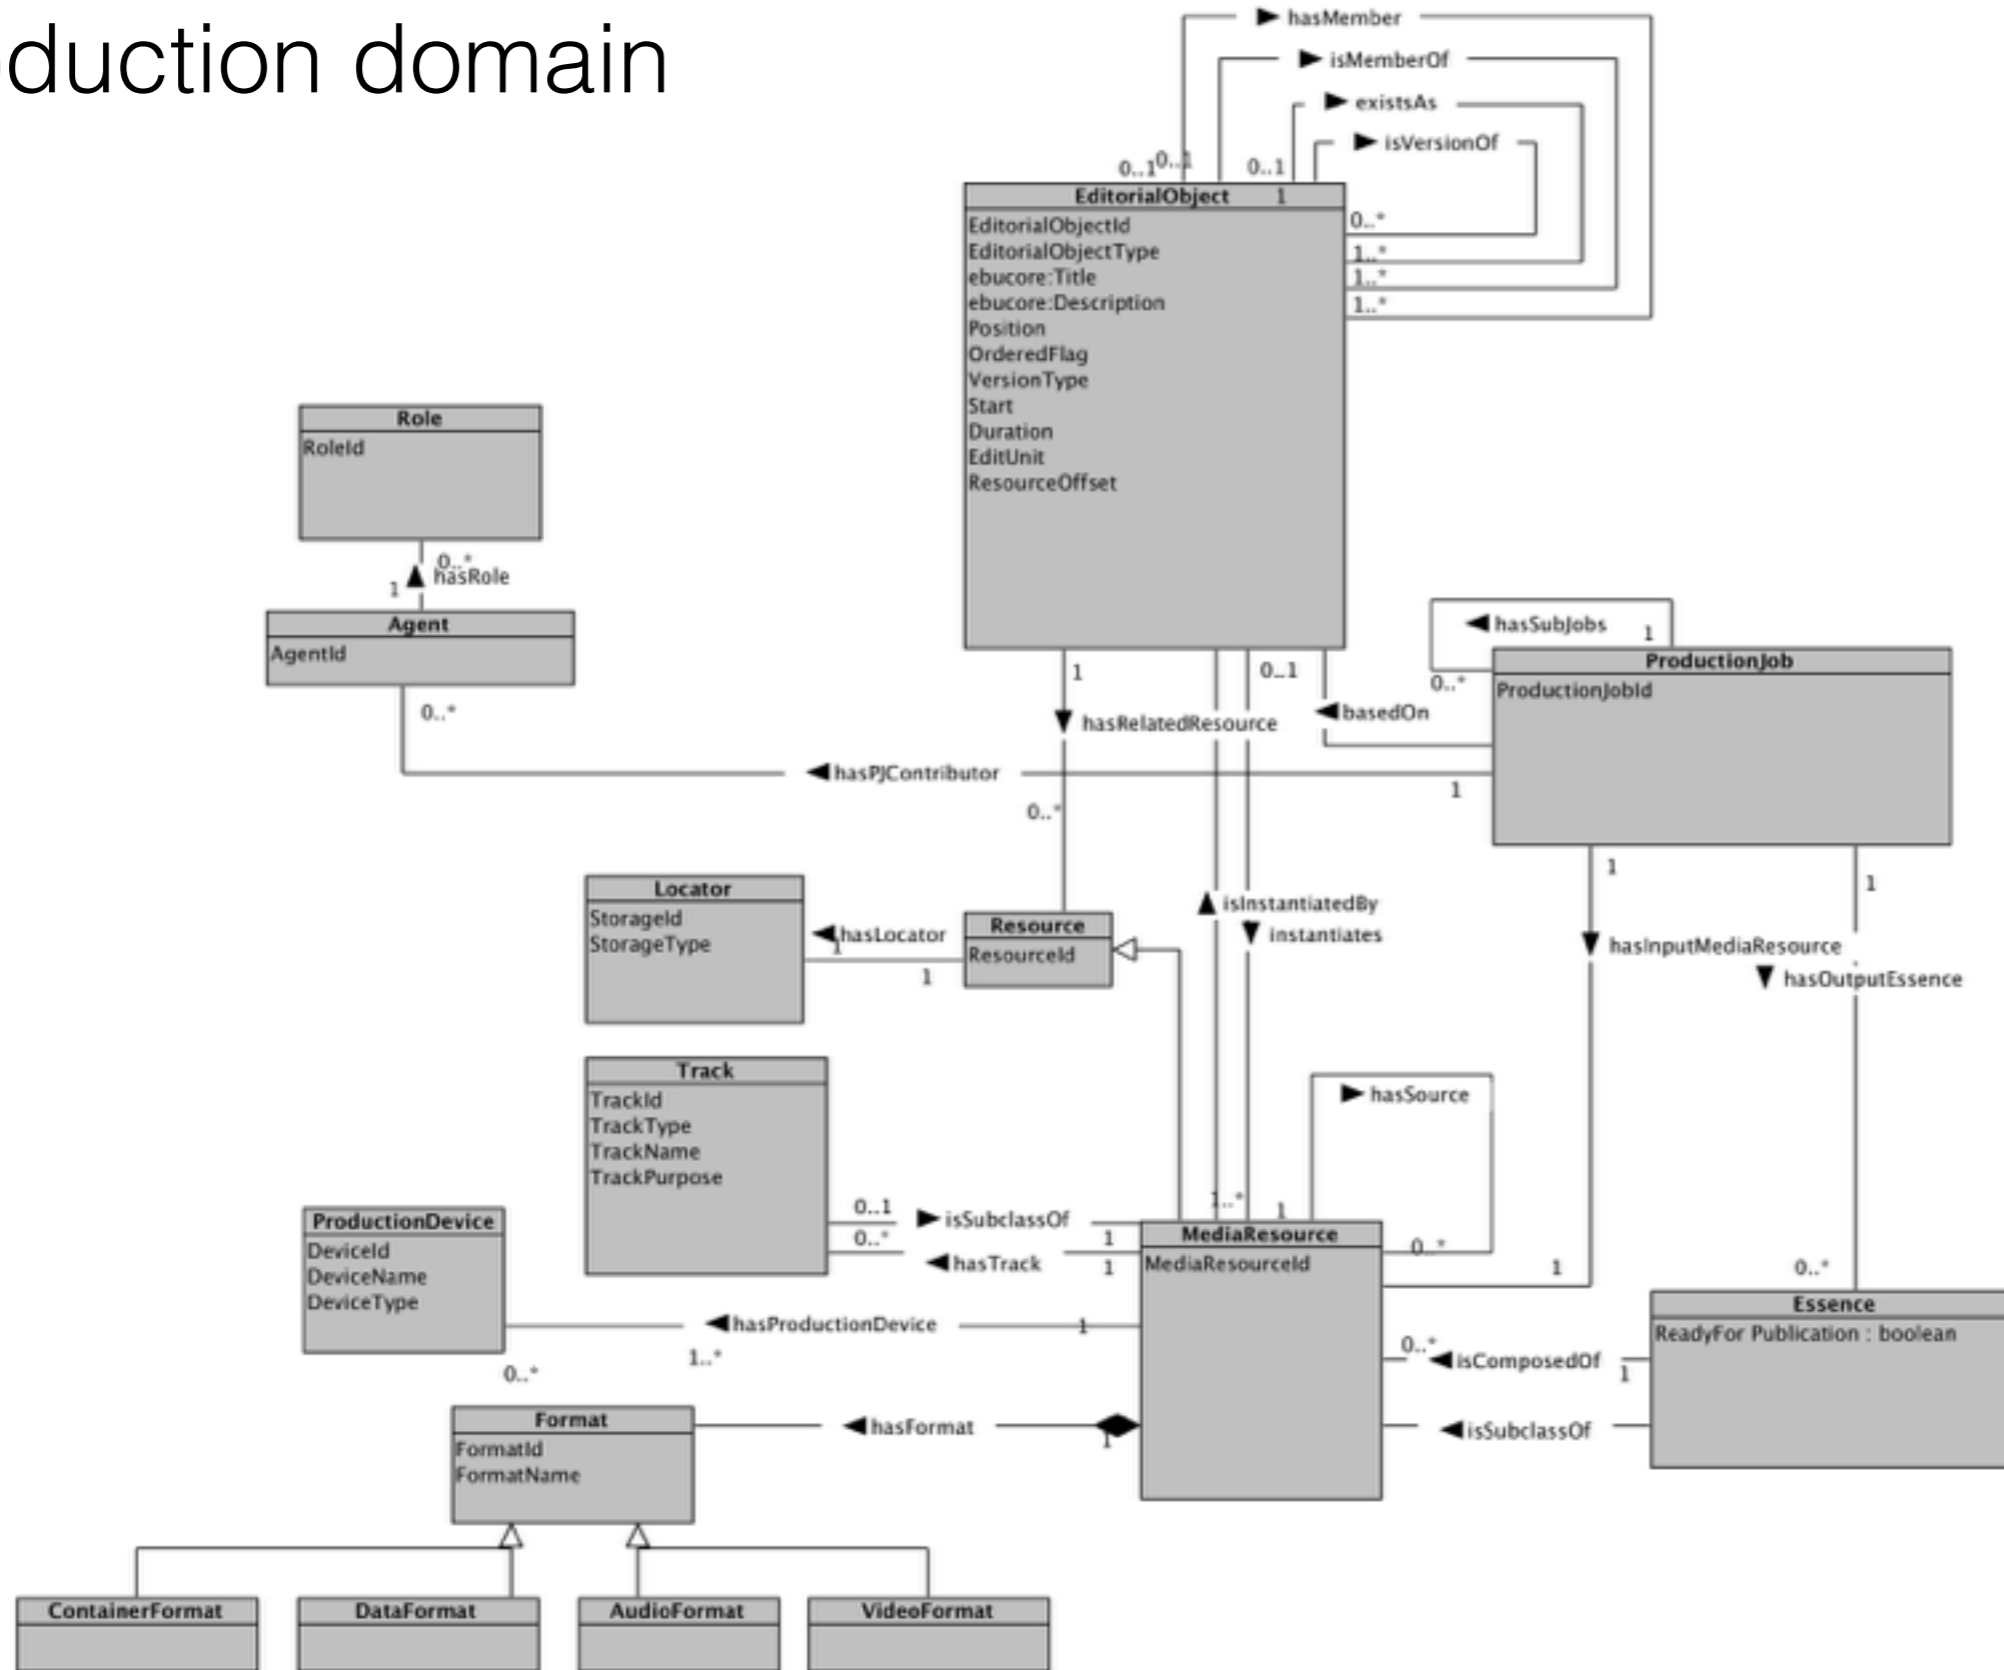 duction domain
hasMember
isMemberOf
existsAs
isVersionOf
0..1
0..1
0..1
EditorialObject
1
EditorialObjectId
EditorialObjectType
ebucore:Title
ebucore:Description
Position
OrderedFlag
VersionType
Start
Duration
EditUnit
ResourceOffset
0..*
1..*
1..*
1..*
Role
RoleId
0..*
hasRole
1
Agent
AgentId
0..*
hasSubJobs
1
0..*
ProductionJob
ProductionJobId
1
0..1
hasRelatedResource
basedOn
hasPJContributor
1
0..*
1
1
Locator
StorageId
StorageType
hasLocator
1
1
Resource
ResourceId
isInstantiatedBy
instantiates
hasInputMediaResource
hasOutputEssence
Track
TrackId
TrackType
TrackName
TrackPurpose
hasSource
1..*
1
0..1
isSubclassOf
1
0..*
hasTrack
1
MediaResource
MediaResourceId
0..*
1
0..*
ProductionDevice
DeviceId
DeviceName
DeviceType
hasProductionDevice
1
1..*
0..*
Essence
ReadyFor Publication : boolean
0..*
isComposedOf
1
isSubclassOf
Format
FormatId
FormatName
hasFormat
1
ContainerFormat
DataFormat
AudioFormat
VideoFormat